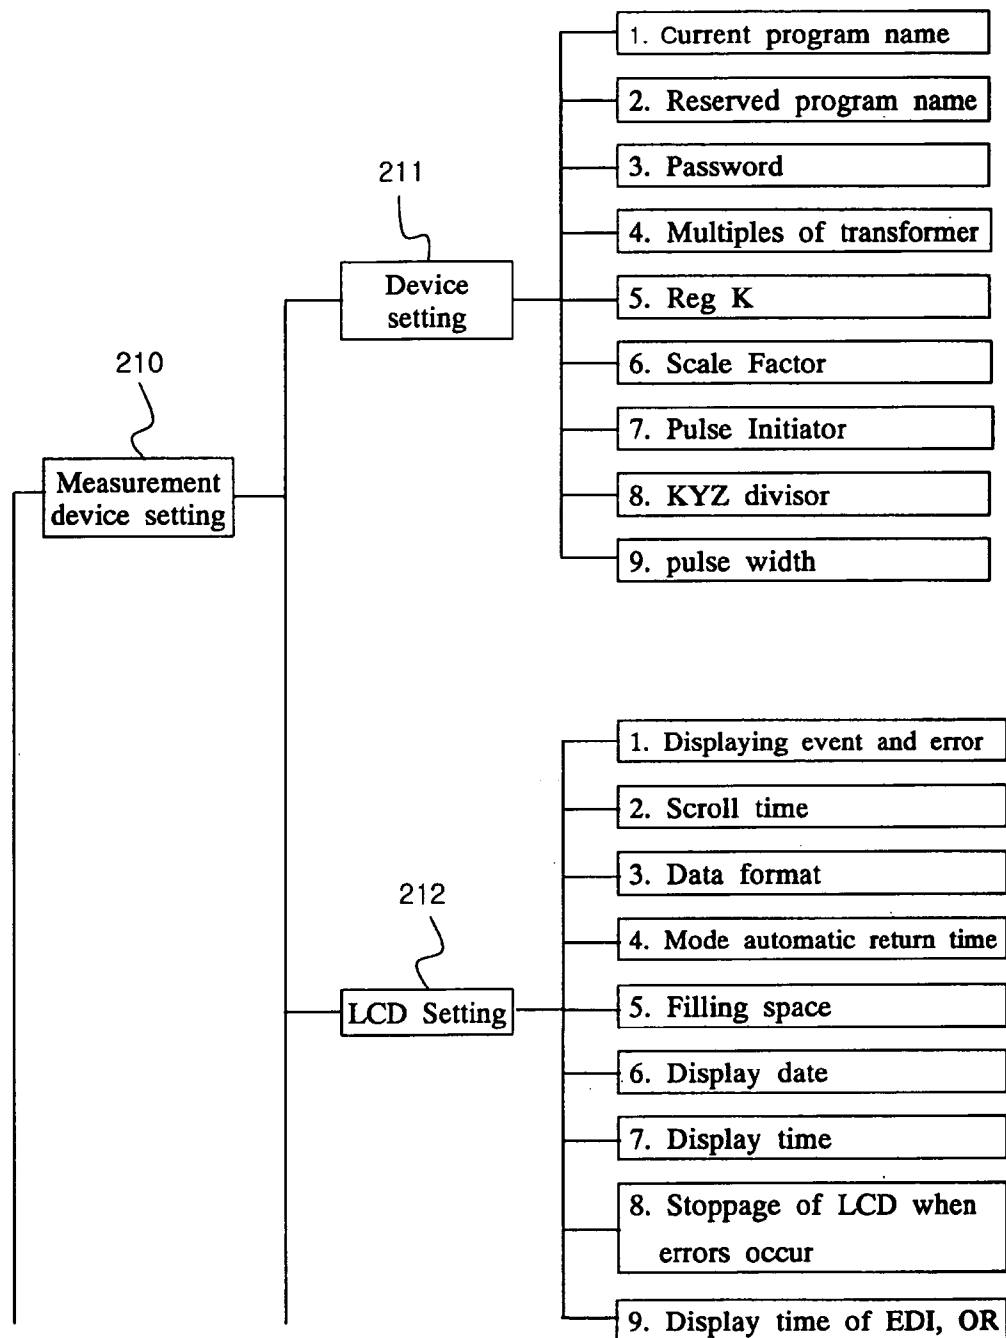 1. Current program name
2. Reserved program name
3. Password
4. Multiples of transformer
5. Reg K
6. Scale Factor
7. Pulse Initiator
8. KYZ divisor
9. pulse width
211
Device
setting
210
Measurement
device setting
1. Displaying event and error
2. Scroll time
3. Data format
4. Mode automatic return time
5. Filling space
6. Display date
7. Display time
8. Stoppage of LCD when
errors occur
9. Display time of EDI, OR
212
LCD Setting